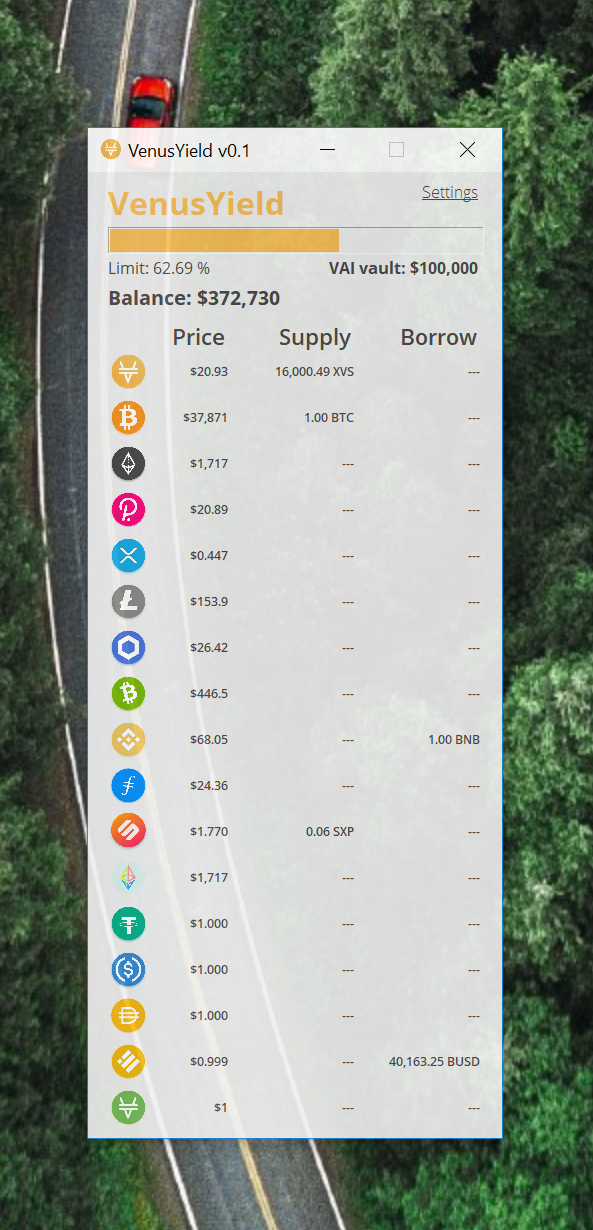 VenusYield v0.1
VenusYield Settings
Limit: 62.69 % VAI vault: $100,000
Balance: $372,730
Price Supply Borrow
$20.93 16,000.49 XVS ---
$37,871 1.00 BTC ---
$1,717 --- ---
$20.89 --- ---
$0.447 --- ---
$153.9 --- ---
$26.42 --- ---
$446.5 --- ---
$68.05 --- 1.00 BNB
$24.36 --- ---
$1.770 0.06 SXP ---
$1,717 --- ---
$1.000 --- ---
$1.000 --- ---
$1.000 --- ---
$0.999 --- 40,163.25 BUSD
$1 --- ---